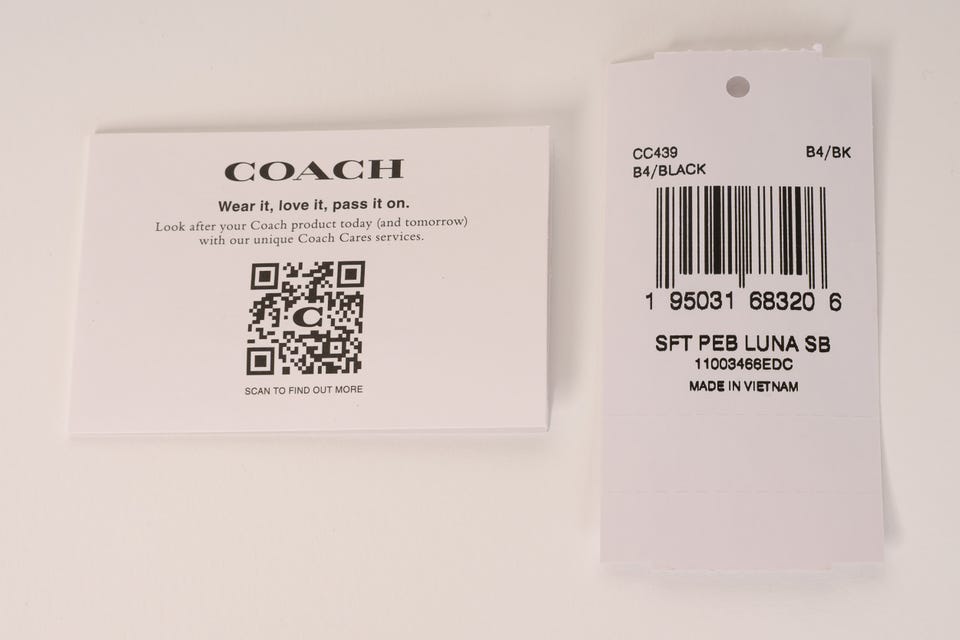 COACH
Wear it, love it, pass it on.
Look after your Coach product today (and tomorrow)
with our unique Coach Cares services.
C
SCAN TO FIND OUT MORE
CC439 B4/BK
B4/BLACK
1 95031 68320 6
SFT PEB LUNA SB
11003466EDC
MADE IN VIETNAM